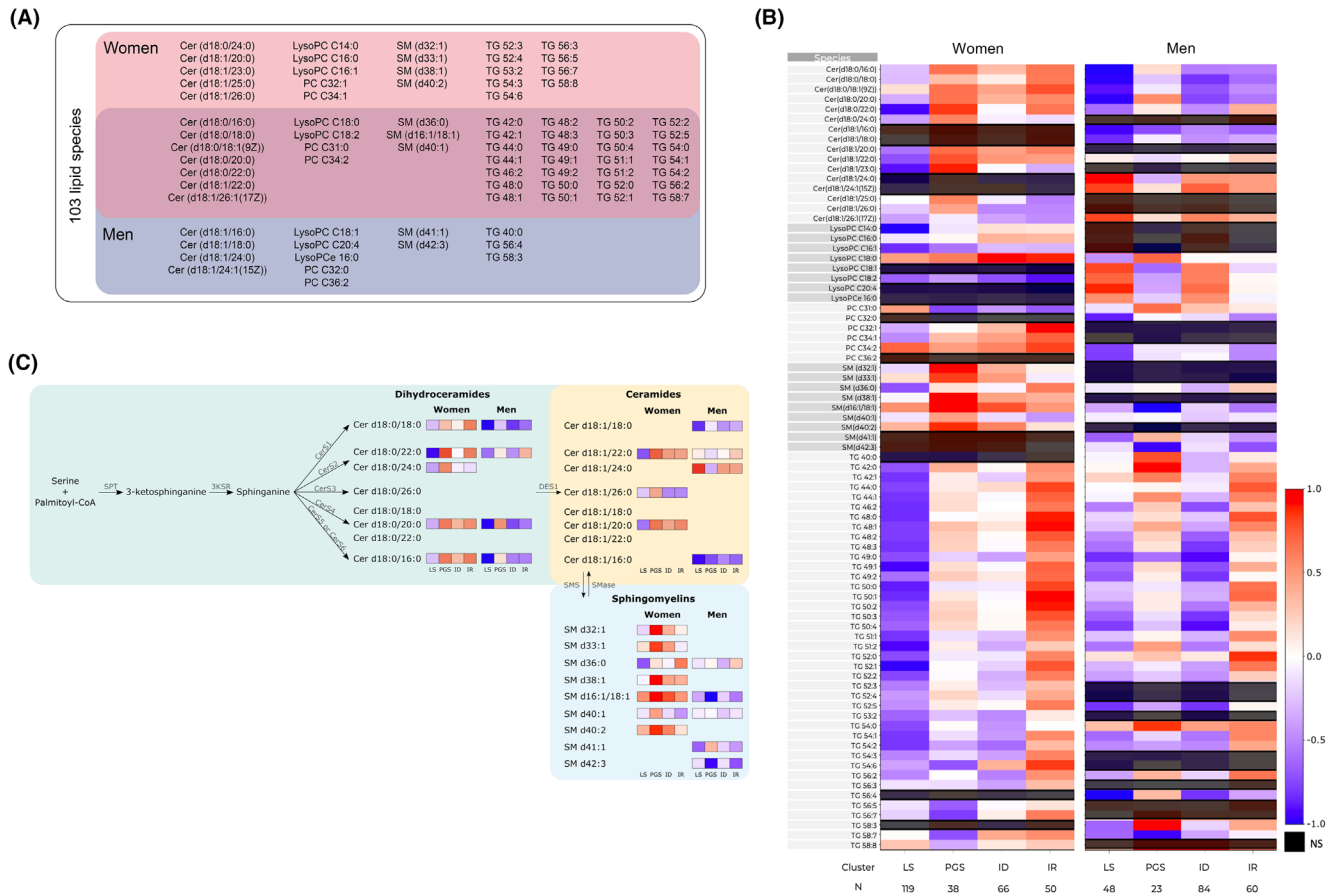 (A)
103 lipid species
Women
Cer (d18:0/24:0) LysoPC C14:0 SM (d32:1) TG 52:3 TG 56:3
Cer (d18:1/20:0) LysoPC C16:0 SM (d33:1) TG 52:4 TG 56:5
Cer (d18:1/23:0) LysoPC C16:1 SM (d38:1) TG 53:2 TG 56:7
Cer (d18:1/25:0) PC C32:1 SM (d40:2) TG 54:3 TG 58:8
Cer (d18:1/26:0) PC C34:1 TG 54:6
Cer (d18:0/16:0) LysoPC C18:0 SM (d36:0) TG 42:0 TG 48:2 TG 50:2 TG 52:2
Cer (d18:0/18:0) LysoPC C18:2 SM (d16:1/18:1) TG 42:1 TG 48:3 TG 50:3 TG 52:5
Cer (d18:0/18:1(9Z)) PC C31:0 SM (d40:1) TG 44:0 TG 49:0 TG 50:4 TG 54:0
Cer (d18:0/20:0) PC C34:2 TG 44:1 TG 49:1 TG 51:1 TG 54:1
Cer (d18:0/22:0) TG 46:2 TG 49:2 TG 51:2 TG 54:2
Cer (d18:1/22:0) TG 48:0 TG 50:0 TG 52:0 TG 56:2
Cer (d18:1/26:1(17Z)) TG 48:1 TG 50:1 TG 52:1 TG 58:7
Men
Cer (d18:1/16:0) LysoPC C18:1 SM (d41:1) TG 40:0
Cer (d18:1/18:0) LysoPC C20:4 SM (d42:3) TG 56:4
Cer (d18:1/24:0) LysoPCe 16:0 TG 58:3
Cer (d18:1/24:1(15Z)) PC C32:0
PC C36:2
(B)
Women Men
Species
Cer(d18:0/16:0)
Cer(d18:0/18:0)
Cer(d18:0/18:1(9Z))
Cer(d18:0/20:0)
Cer(d18:0/22:0)
Cer(d18:0/24:0)
Cer(d18:1/16:0)
Cer(d18:1/18:0)
Cer(d18:1/20:0)
Cer(d18:1/22:0)
Cer(d18:1/23:0)
Cer(d18:1/24:0)
Cer(d18:1/24:1(15Z)
Cer(d18:1/25:0)
Cer(d18:1/26:0)
Cer(d18:1/26:1(17Z))
LysoPC C14:0
LysoPC C16:0
LysoPC C16:1
LysoPC C18:0
LysoPC C18:1
LysoPC C18:2
LysoPC C20:4
LysoPCe 16:0
PC C31:0
PC C32:0
PC C32:1
PC C34:1
PC C34:2
PC C36:2
SM (d32:1)
SM (d33:1)
SM (d36:0)
SM (d38:1)
SM(d16:1/18:1)
SM(d40:1)
SM(d40:2)
SM(d41:1)
SM(d42:3)
TG 40:0
TG 42:0
TG 42:1
TG 44:0
TG 44:1
TG 46:2
TG 48:0
TG 48:1
TG 48:2
TG 48:3
TG 49:0
TG 49:1
TG 49:2
TG 50:0
TG 50:1
TG 50:2
TG 50:3
TG 50:4
TG 51:1
TG 51:2
TG 52:0
TG 52:1
TG 52:2
TG 52:3
TG 52:4
TG 52:5
TG 53:2
TG 54:0
TG 54:1
TG 54:2
TG 54:3
TG 54:6
TG 56:2
TG 56:3
TG 56:4
TG 56:5
TG 56:7
TG 58:3
TG 58:7
TG 58:8
Cluster LS PGS ID IR LS PGS ID IR
N 119 38 66 50 48 23 84 60
1.0
0.5
0.0
-0.5
-1.0
NS
(C)
Dihydroceramides Ceramides
Women Men Women Men
Cer d18:0/18:0 Cer d18:1/18:0
Cer d18:0/22:0 Cer d18:1/22:0
Cer d18:0/24:0 Cer d18:1/24:0
Cer d18:0/26:0 Cer d18:1/26:0
Cer d18:0/18:0 Cer d18:1/18:0
Cer d18:0/20:0 Cer d18:1/20:0
Cer d18:0/22:0 Cer d18:1/22:0
Cer d18:0/16:0 Cer d18:1/16:0
LS PGS ID IR LS PGS ID IR LS PGS ID IR LS PGS ID IR
Serine
+
Palmitoyl-CoA
SPT
3-ketosphinganine
3KSR
Sphinganine
CerS1
CerS2
CerS3
CerS4
CerS5 or CerS6
DES1
SMS SMase
Sphingomyelins
Women Men
SM d32:1
SM d33:1
SM d36:0
SM d38:1
SM d16:1/18:1
SM d40:1
SM d40:2
SM d41:1
SM d42:3
LS PGS ID IR LS PGS ID IR